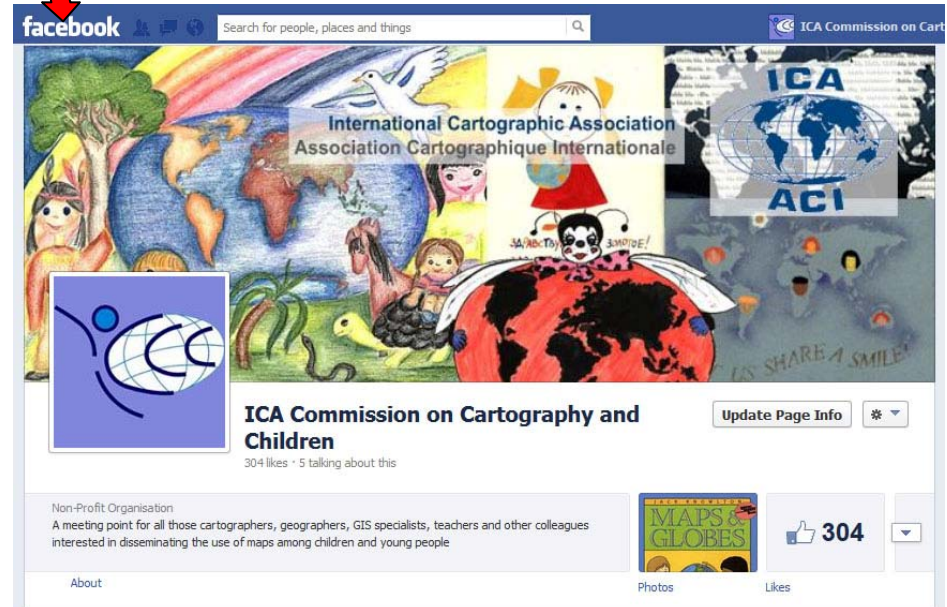 facebook
Search for people, places and things
ICA Commission on Cart
International Cartographic Association
Association Cartographique Internationale
ICA
ACI
US SHARE A SMILE!
ICA Commission on Cartography and
Children
304 likes · 5 talking about this
Update Page Info
Non-Profit Organisation
A meeting point for all those cartographers, geographers, GIS specialists, teachers and other colleagues
interested in disseminating the use of maps among children and young people
About
JACK KNOWLTON
MAPS &
GLOBES
Photos
304
Likes